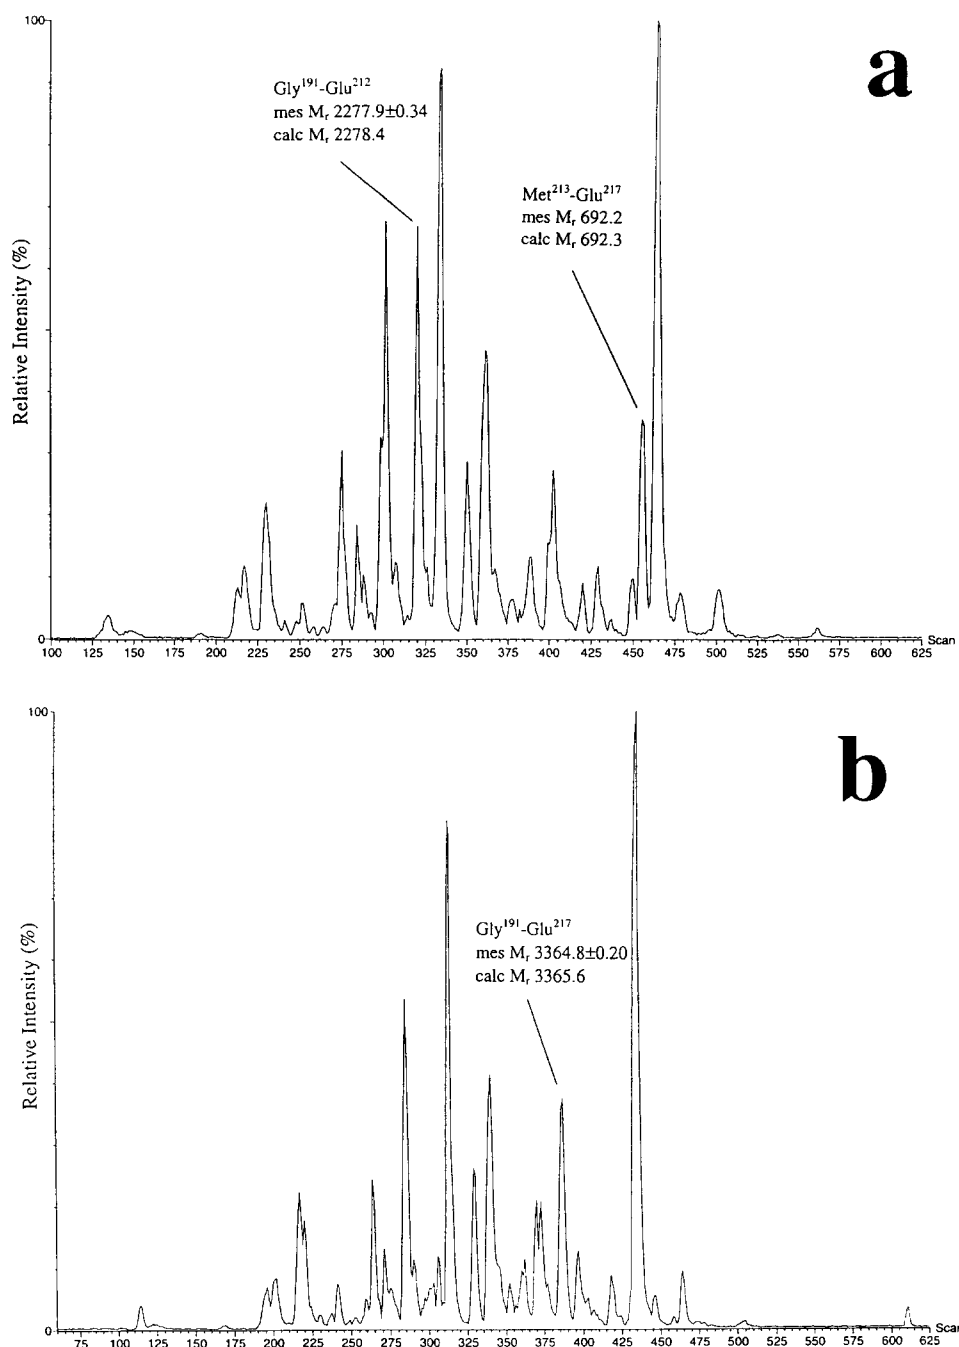 100
a
Gly¹⁹¹-Glu²¹²
mes Mᵣ 2277.9±0.34
calc Mᵣ 2278.4
Met²¹³-Glu²¹⁷
mes Mᵣ 692.2
calc Mᵣ 692.3
Relative Intensity (%)
0
100 125 150 175 200 225 250 275 300 325 350 375 400 425 450 475 500 525 550 575 600 625 Scan
100
b
Gly¹⁹¹-Glu²¹⁷
mes Mᵣ 3364.8±0.20
calc Mᵣ 3365.6
Relative Intensity (%)
0
75 100 125 150 175 200 225 250 275 300 325 350 375 400 425 450 475 500 525 550 575 600 625 Scan